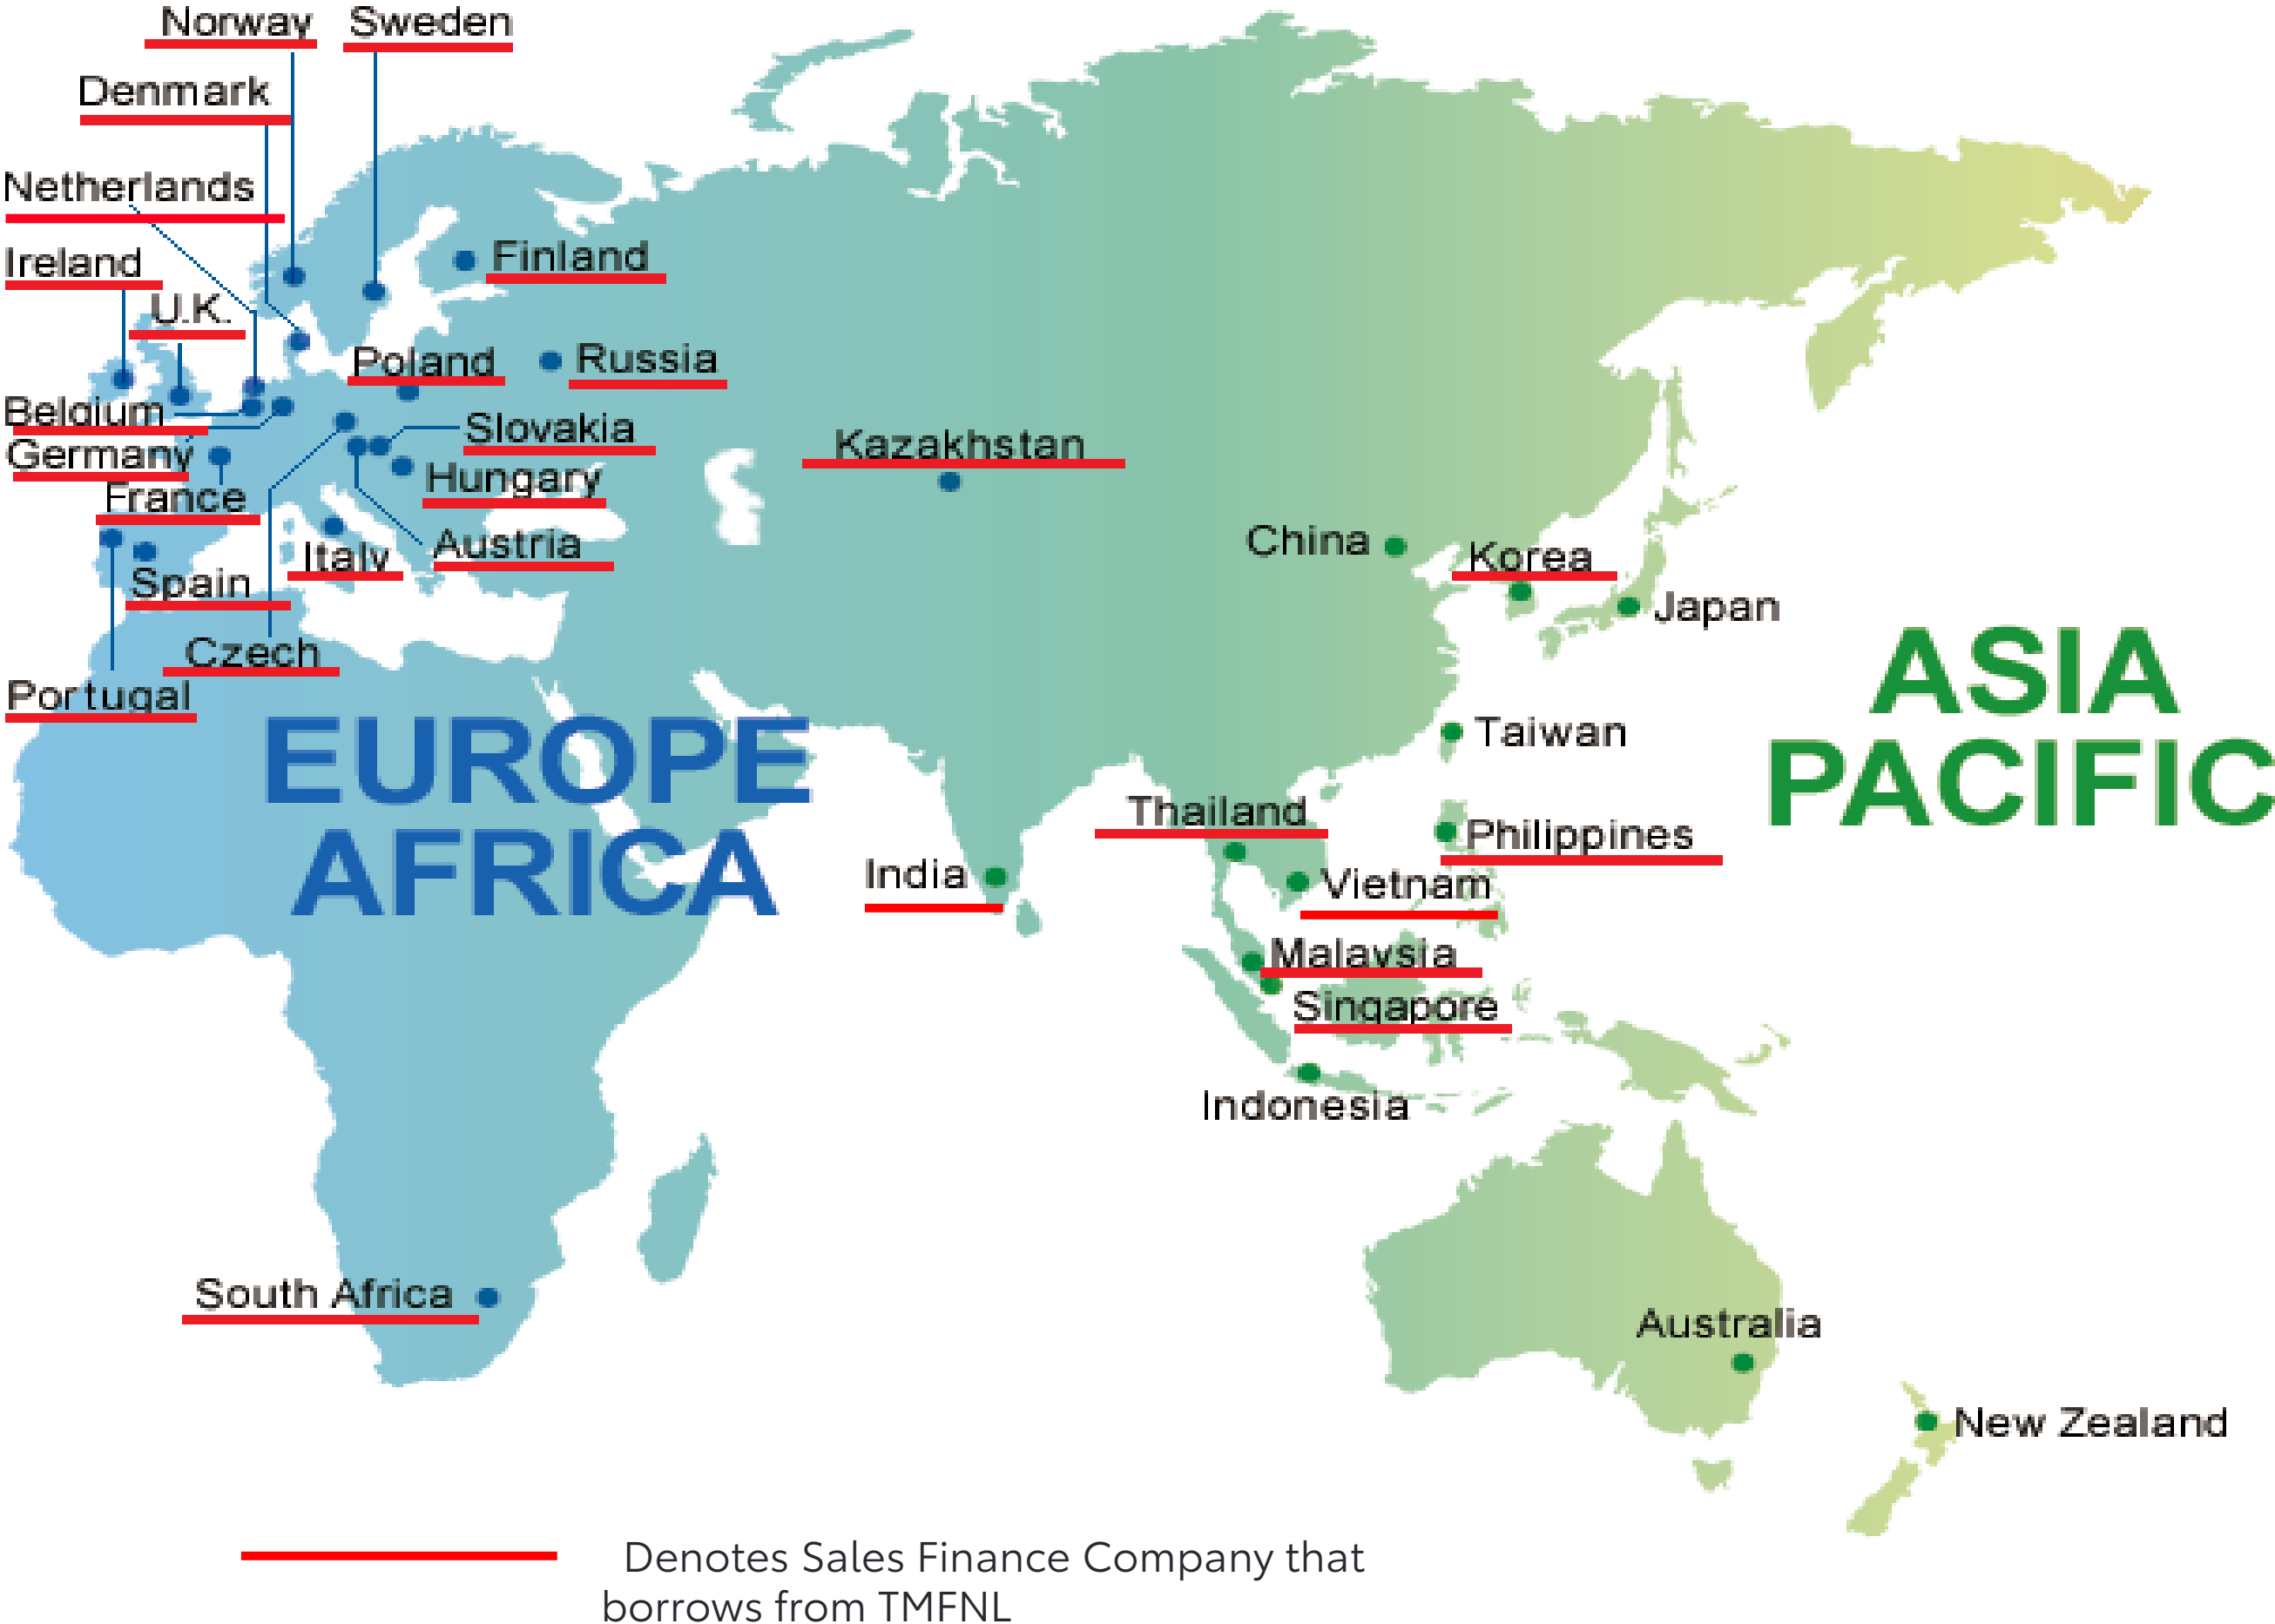 Norway
Sweden
Denmark
Netherlands
Ireland
Finland
U.K.
Poland
Russia
Belgium
Slovakia
Germany
Kazakhstan
Hungary
France
China
Austria
Italy
Korea
Spain
Japan
Czech
Portugal
ASIA
PACIFIC
EUROPE
AFRICA
Taiwan
Thailand
Philippines
India
Vietnam
Malaysia
Singapore
Indonesia
South Africa
Australia
New Zealand
Denotes Sales Finance Company that
borrows from TMFNL